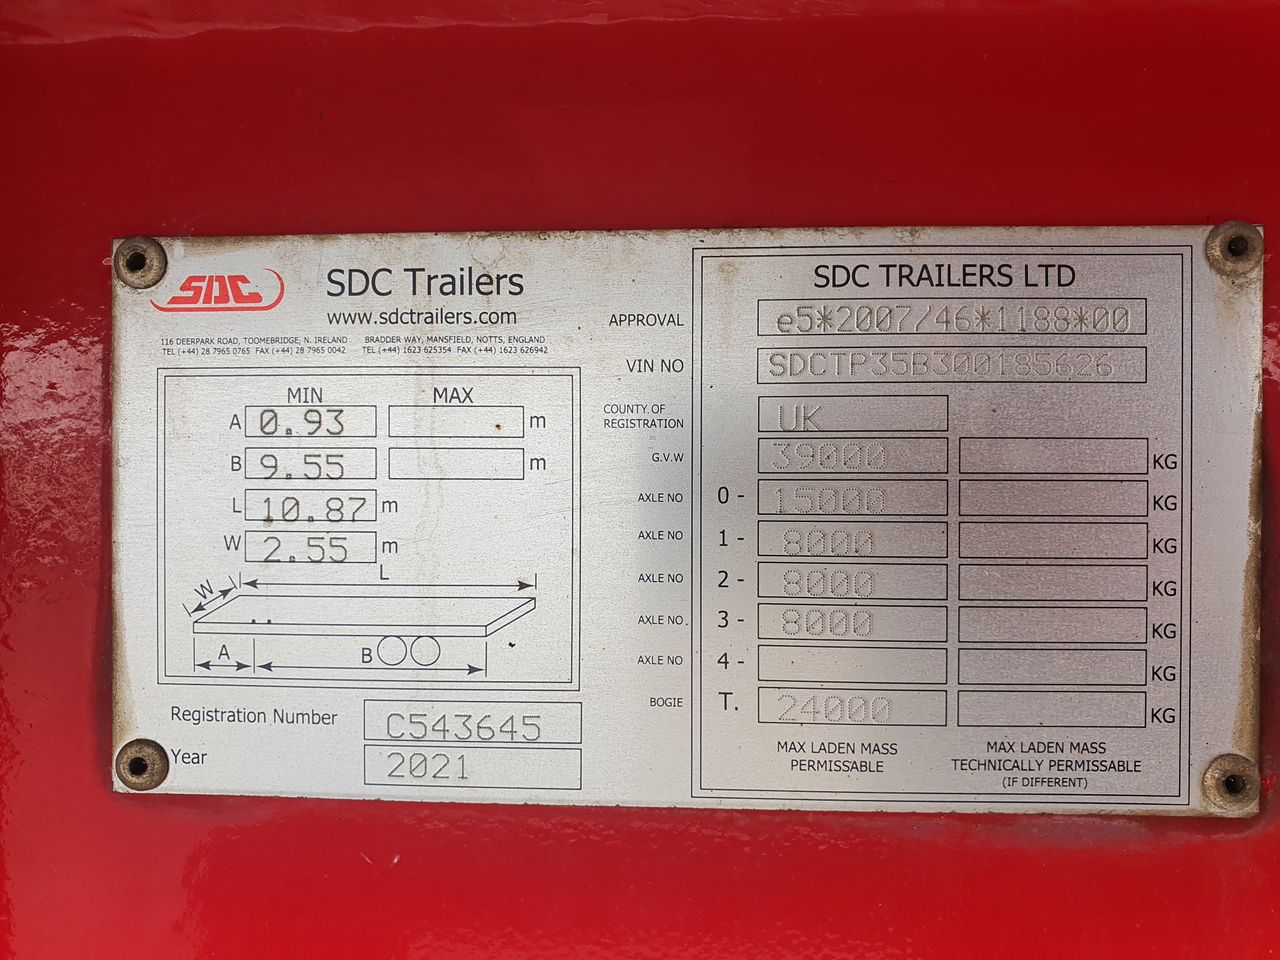 SDC
SDC Trailers
www.sdctrailers.com
116 DEERPARK ROAD, TOOMEBRIDGE, N. IRELAND
TEL (+44) 28 7965 0765 FAX (+44) 28 7965 0042
BRADDER WAY, MANSFIELD, NOTTS, ENGLAND
TEL (+44) 1623 625354 FAX (+44) 1623 626942
MIN MAX
A 0.93 m
B 9.55 m
L 10.87 m
W 2.55 m
L
W
A
B
Registration Number C543645
Year 2021
SDC TRAILERS LTD
APPROVAL e5*2007/46*1188*00
VIN NO SDCTP35B300185626
COUNTY.OF
REGISTRATION UK
G.V.W 39000 KG
AXLE NO 0- 15000 KG
AXLE NO 1- 8000 KG
AXLE NO 2- 8000 KG
AXLE NO. 3- 8000 KG
AXLE NO 4- KG
BOGIE T. 24000 KG
MAX LADEN MASS
PERMISSABLE
MAX LADEN MASS
TECHNICALLY PERMISSABLE
(IF DIFFERENT)